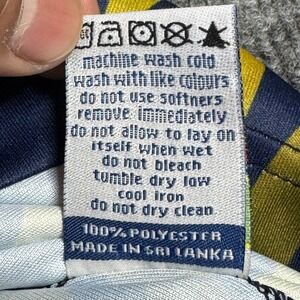 machine wash cold
wash with like colours
do not use softners
remove immediately
do not allow to lay on
itself when wet
do not bleach
tumble dry low
cool iron
do not dry clean
100% POLYESTER
MADE IN SRI LANKA